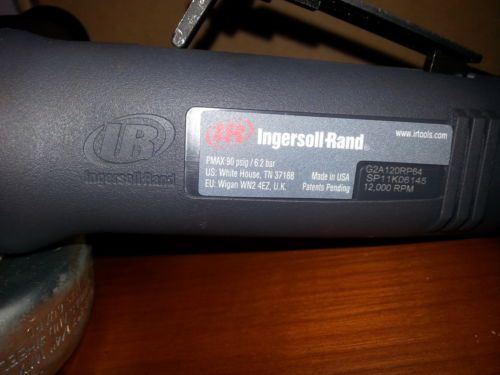 IR
Ingersoll Rand
IR Ingersoll-Rand®
www.irtools.com
PMAX 90 psig / 6.2 bar
US: White House, TN 37188 Made in USA
EU: Wigan WN2 4EZ, U.K. Patents Pending
G2A120RP64
SP11K06145
12,000 RPM